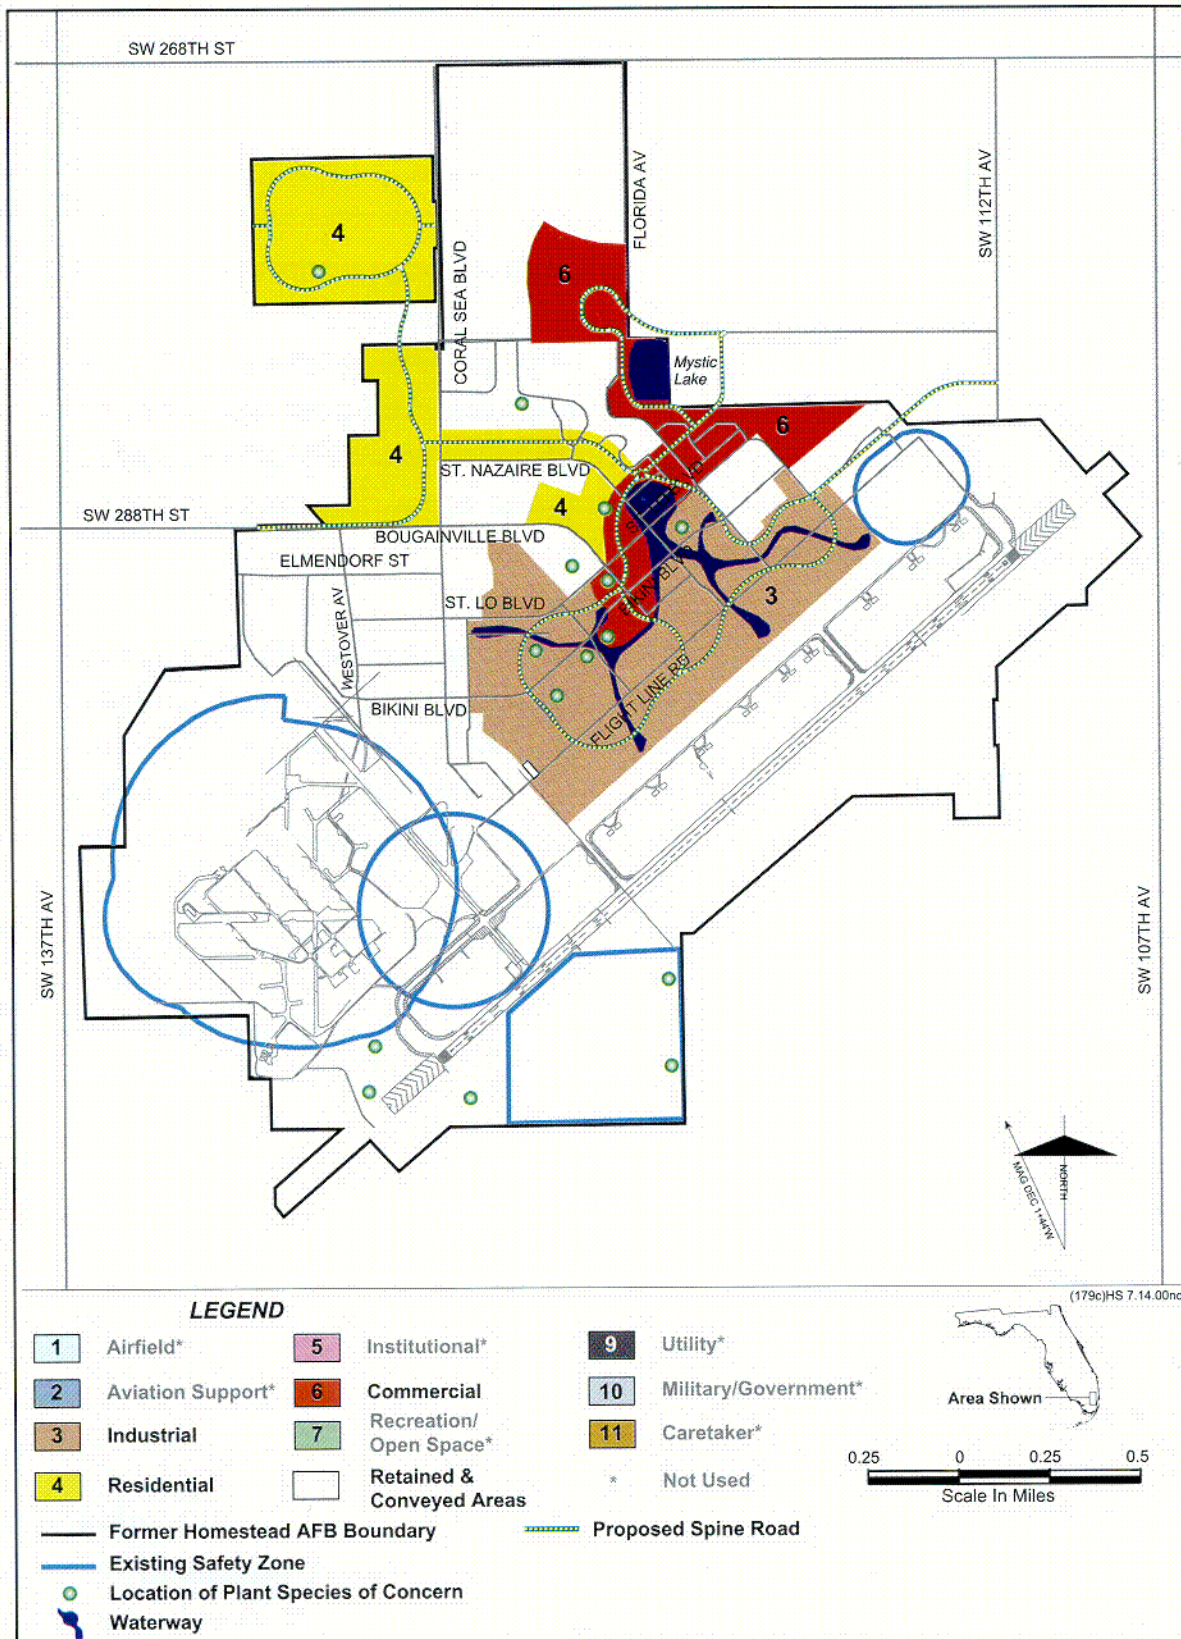 SW 268TH ST
FLORIDA AV
SW 112TH AV
4
CORAL SEA BLVD
6
Mystic
Lake
6
4
ST. NAZAIRE BLVD
4
SW 288TH ST
BOUGAINVILLE BLVD
ELMENDORF ST
BIKINI BLVD
3
ST. LO BLVD
WESTOVER AV
FLIGHT LINE RD
BIKINI BLVD
SW 137TH AV
SW 107TH AV
MAG DEC 1+44'W
NORTH
(179c)HS 7.14.00
LEGEND
1 Airfield*
2 Aviation Support*
3 Industrial
4 Residential
5 Institutional*
6 Commercial
7 Recreation/
Open Space*
Retained &
Conveyed Areas
9 Utility*
10 Military/Government*
11 Caretaker*
* Not Used
Area Shown
0.25 0 0.25 0.5
Scale In Miles
Former Homestead AFB Boundary
Proposed Spine Road
Existing Safety Zone
Location of Plant Species of Concern
Waterway